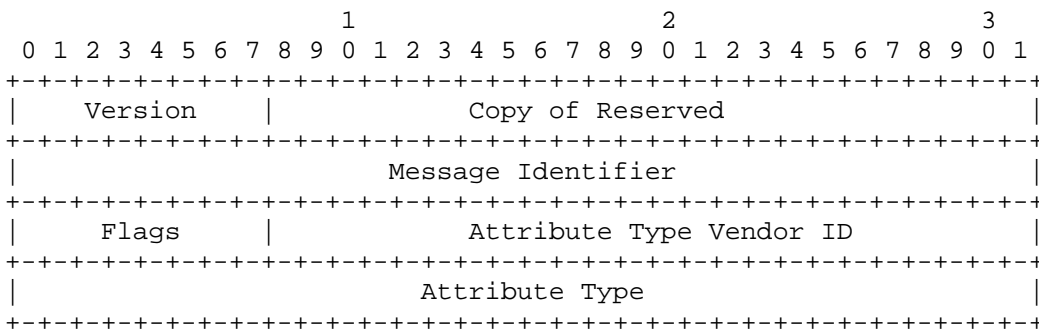 1                   2                   3
 0 1 2 3 4 5 6 7 8 9 0 1 2 3 4 5 6 7 8 9 0 1 2 3 4 5 6 7 8 9 0 1
+-+-+-+-+-+-+-+-+-+-+-+-+-+-+-+-+-+-+-+-+-+-+-+-+-+-+-+-+-+-+-+-+
|    Version    |            Copy of Reserved                   |
+-+-+-+-+-+-+-+-+-+-+-+-+-+-+-+-+-+-+-+-+-+-+-+-+-+-+-+-+-+-+-+-+
|                       Message Identifier                      |
+-+-+-+-+-+-+-+-+-+-+-+-+-+-+-+-+-+-+-+-+-+-+-+-+-+-+-+-+-+-+-+-+
|     Flags     |            Attribute Type Vendor ID           |
+-+-+-+-+-+-+-+-+-+-+-+-+-+-+-+-+-+-+-+-+-+-+-+-+-+-+-+-+-+-+-+-+
|                         Attribute Type                        |
+-+-+-+-+-+-+-+-+-+-+-+-+-+-+-+-+-+-+-+-+-+-+-+-+-+-+-+-+-+-+-+-+